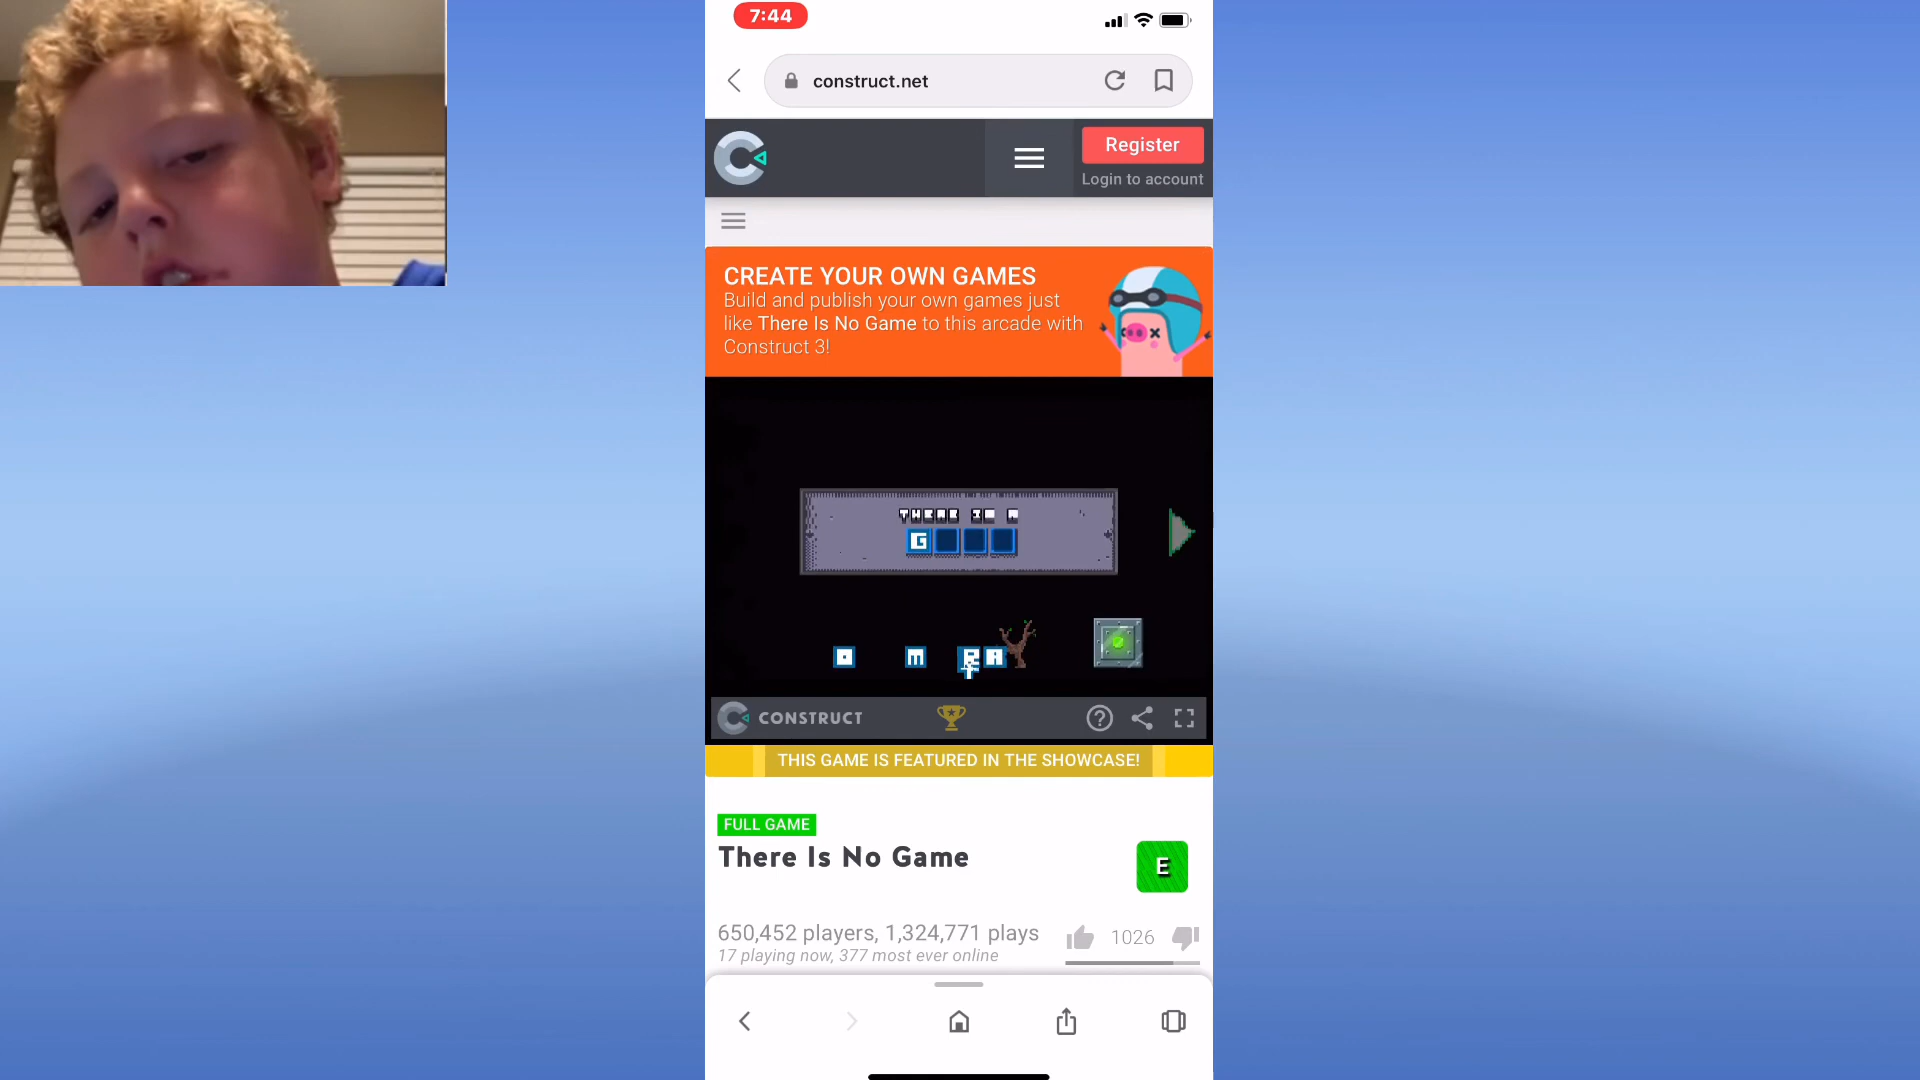 7:44
construct.net
Register
Login to account
CREATE YOUR OWN GAMES
Build and publish your own games just
like There Is No Game to this arcade with
Construct 3!
THERE IS A
G
O M E A
CONSTRUCT
THIS GAME IS FEATURED IN THE SHOWCASE!
FULL GAME
There Is No Game
E
650,452 players, 1,324,771 plays
1026
17 playing now, 377 most ever online